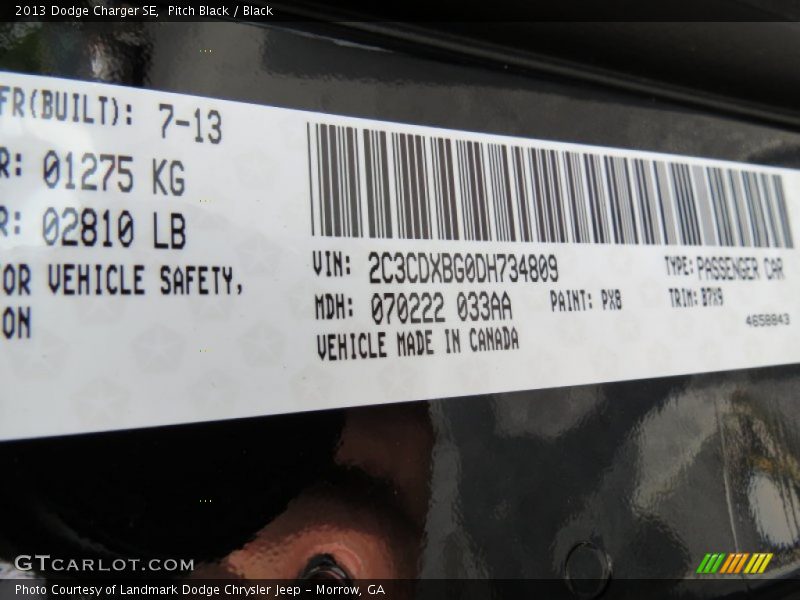 2013 Dodge Charger SE, Pitch Black / Black
FR(BUILT): 7-13
R: 01275 KG
R: 02810 LB
OR VEHICLE SAFETY,
ON
VIN: 2C3CDXBG0DH734809
TYPE: PASSENGER CAR
MDH: 070222 033AA
PAINT: PX8
TRIM: B7X9
VEHICLE MADE IN CANADA
4658843
GTCARLOT.COM
Photo Courtesy of Landmark Dodge Chrysler Jeep - Morrow, GA